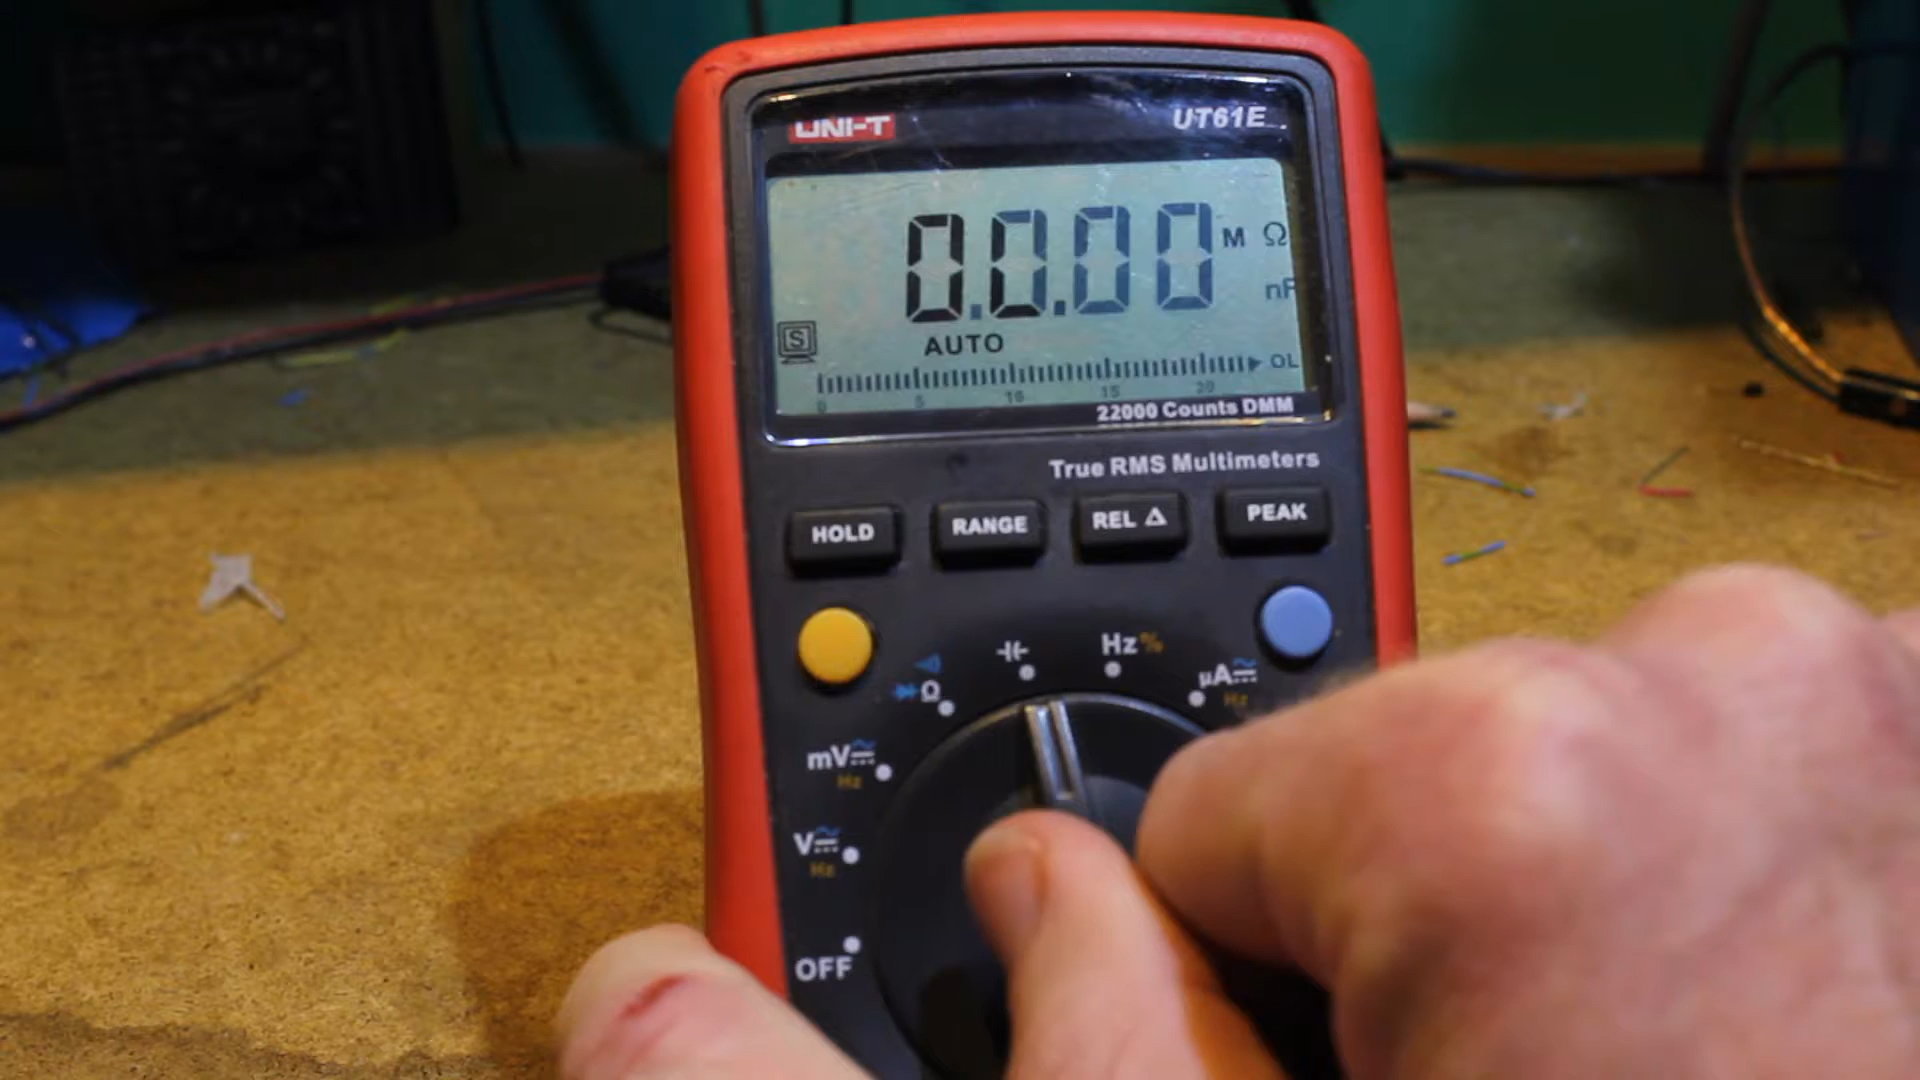 UNI-T
UT61E
0.0.00 M Ω
nF
S
AUTO
OL
0 5 10 15 20
22000 Counts DMM
True RMS Multimeters
HOLD
RANGE
REL Δ
PEAK
Hz %
Ω
μA
Hz
mV
Hz
V
Hz
OFF